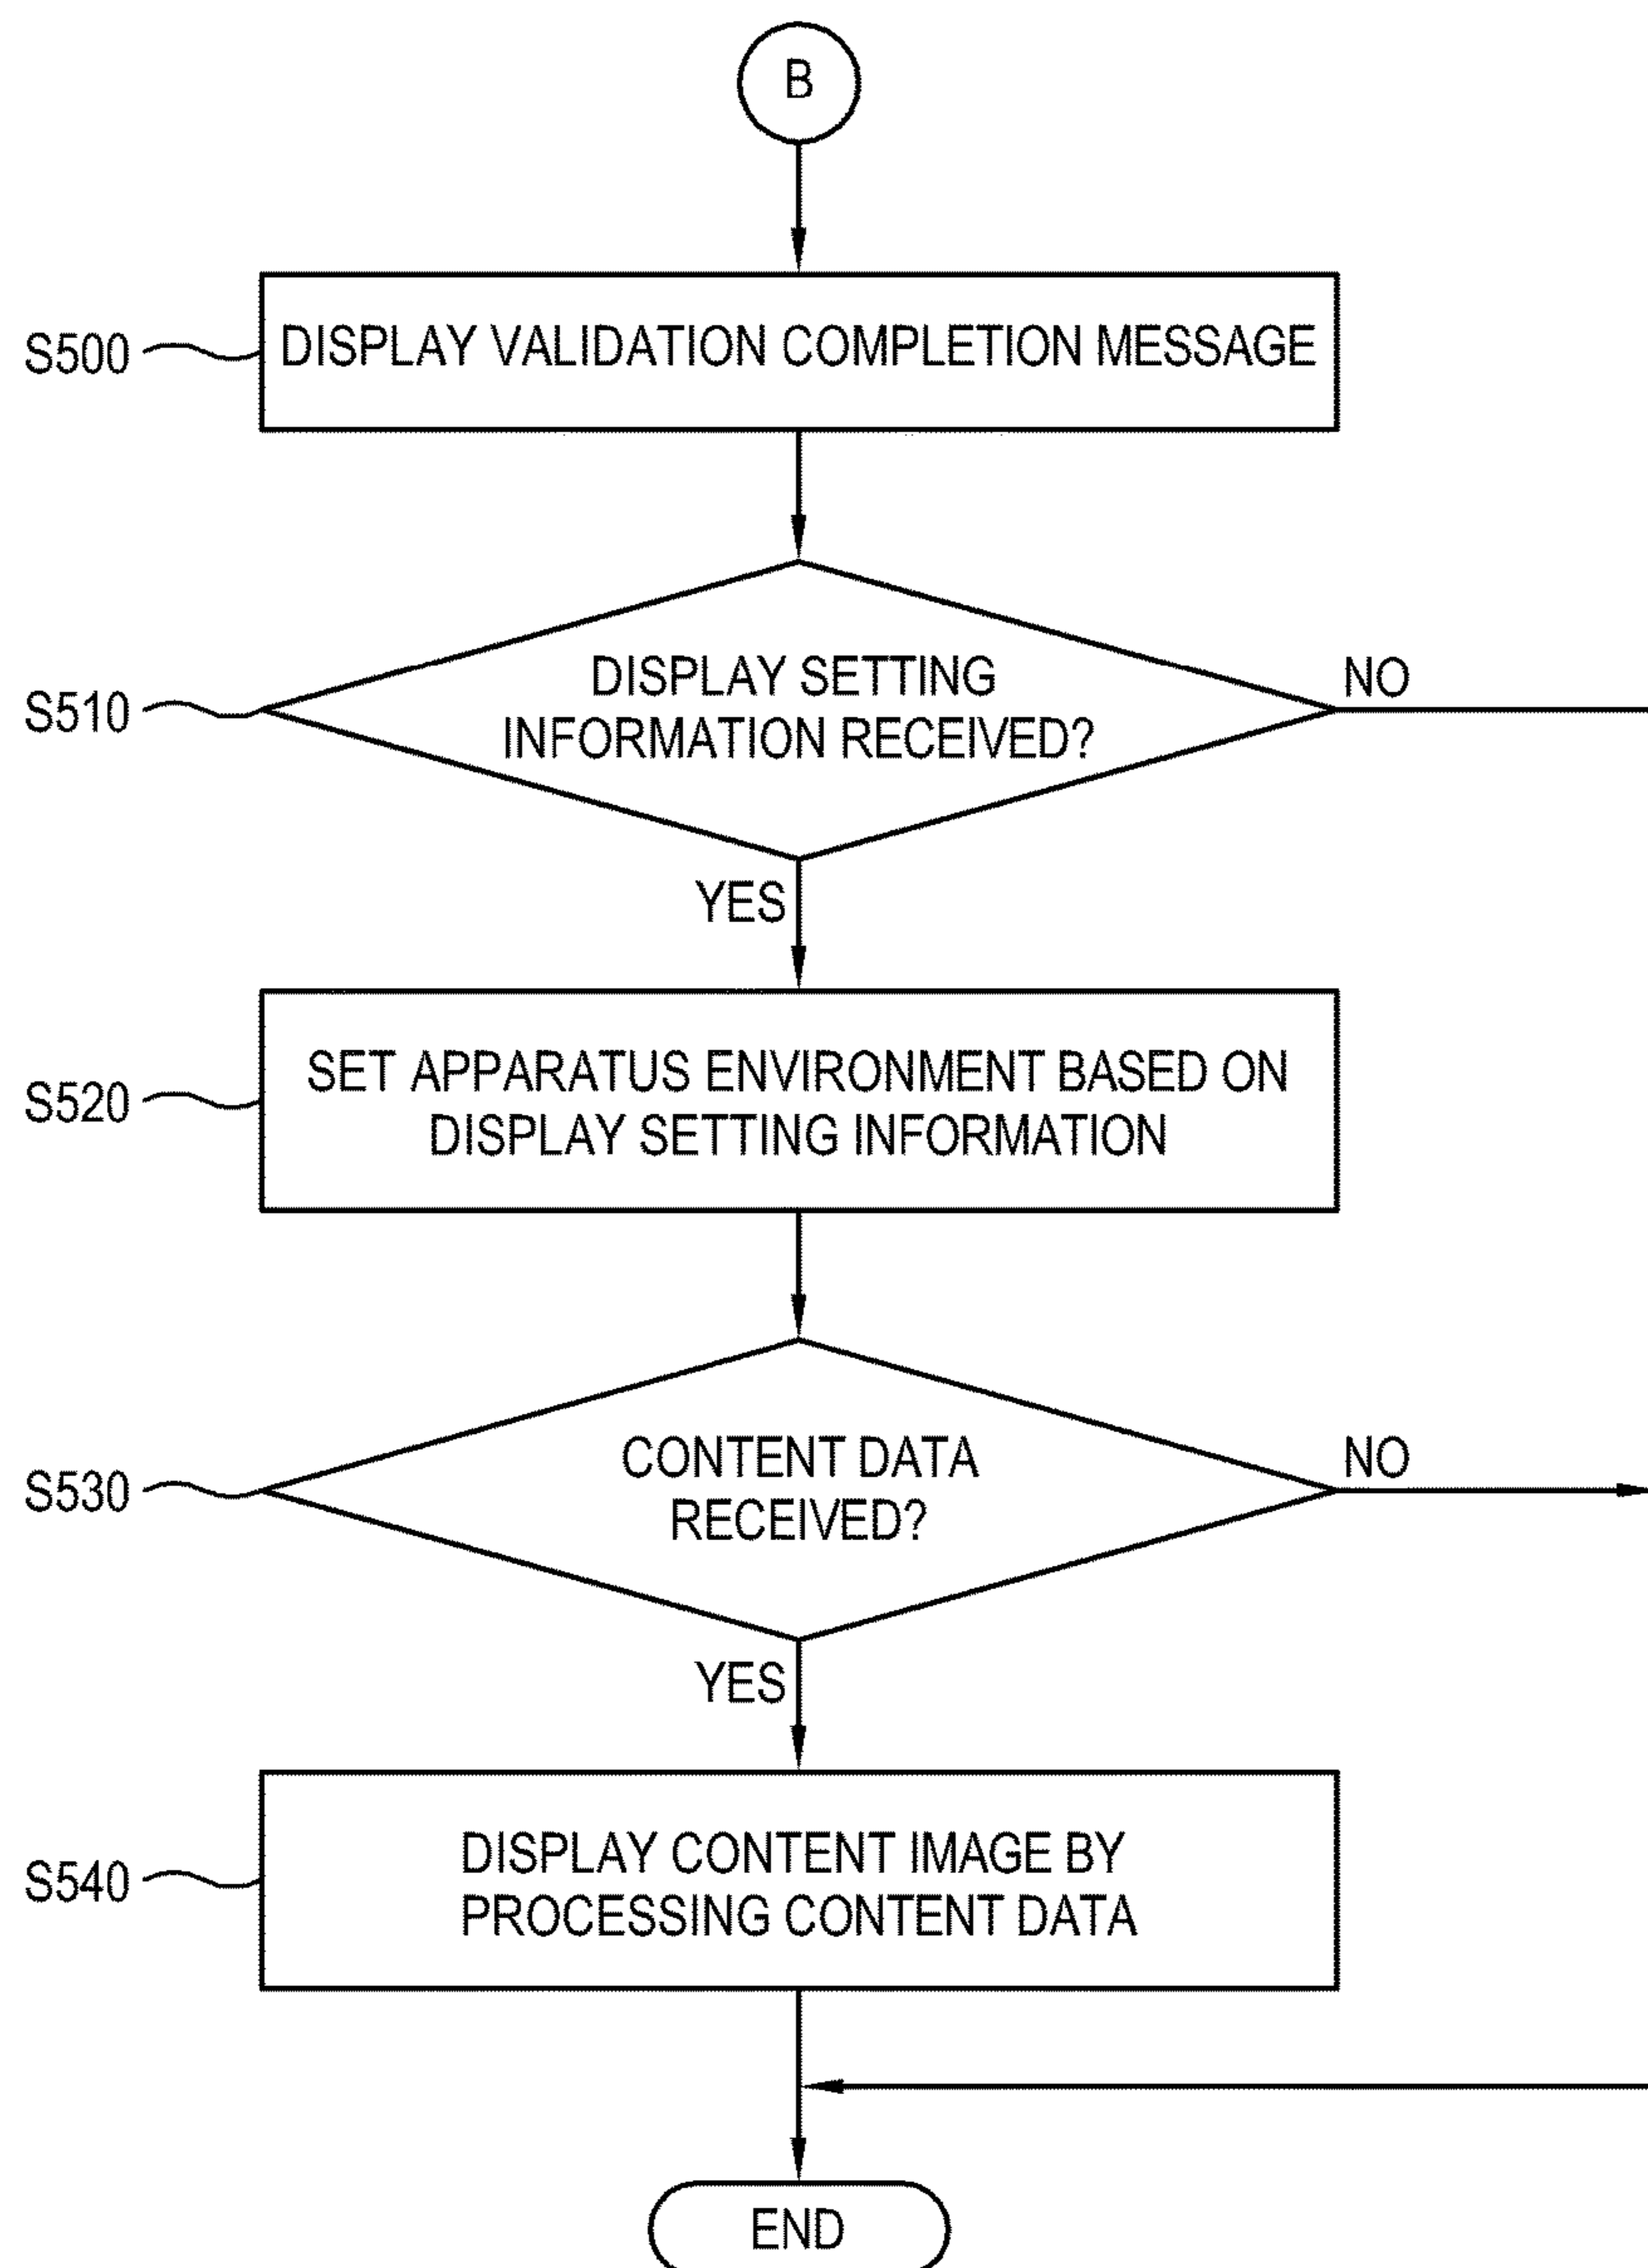 B
S500
DISPLAY VALIDATION COMPLETION MESSAGE
S510
DISPLAY SETTING
INFORMATION RECEIVED?
NO
YES
S520
SET APPARATUS ENVIRONMENT BASED ON
DISPLAY SETTING INFORMATION
S530
CONTENT DATA
RECEIVED?
NO
YES
S540
DISPLAY CONTENT IMAGE BY
PROCESSING CONTENT DATA
END